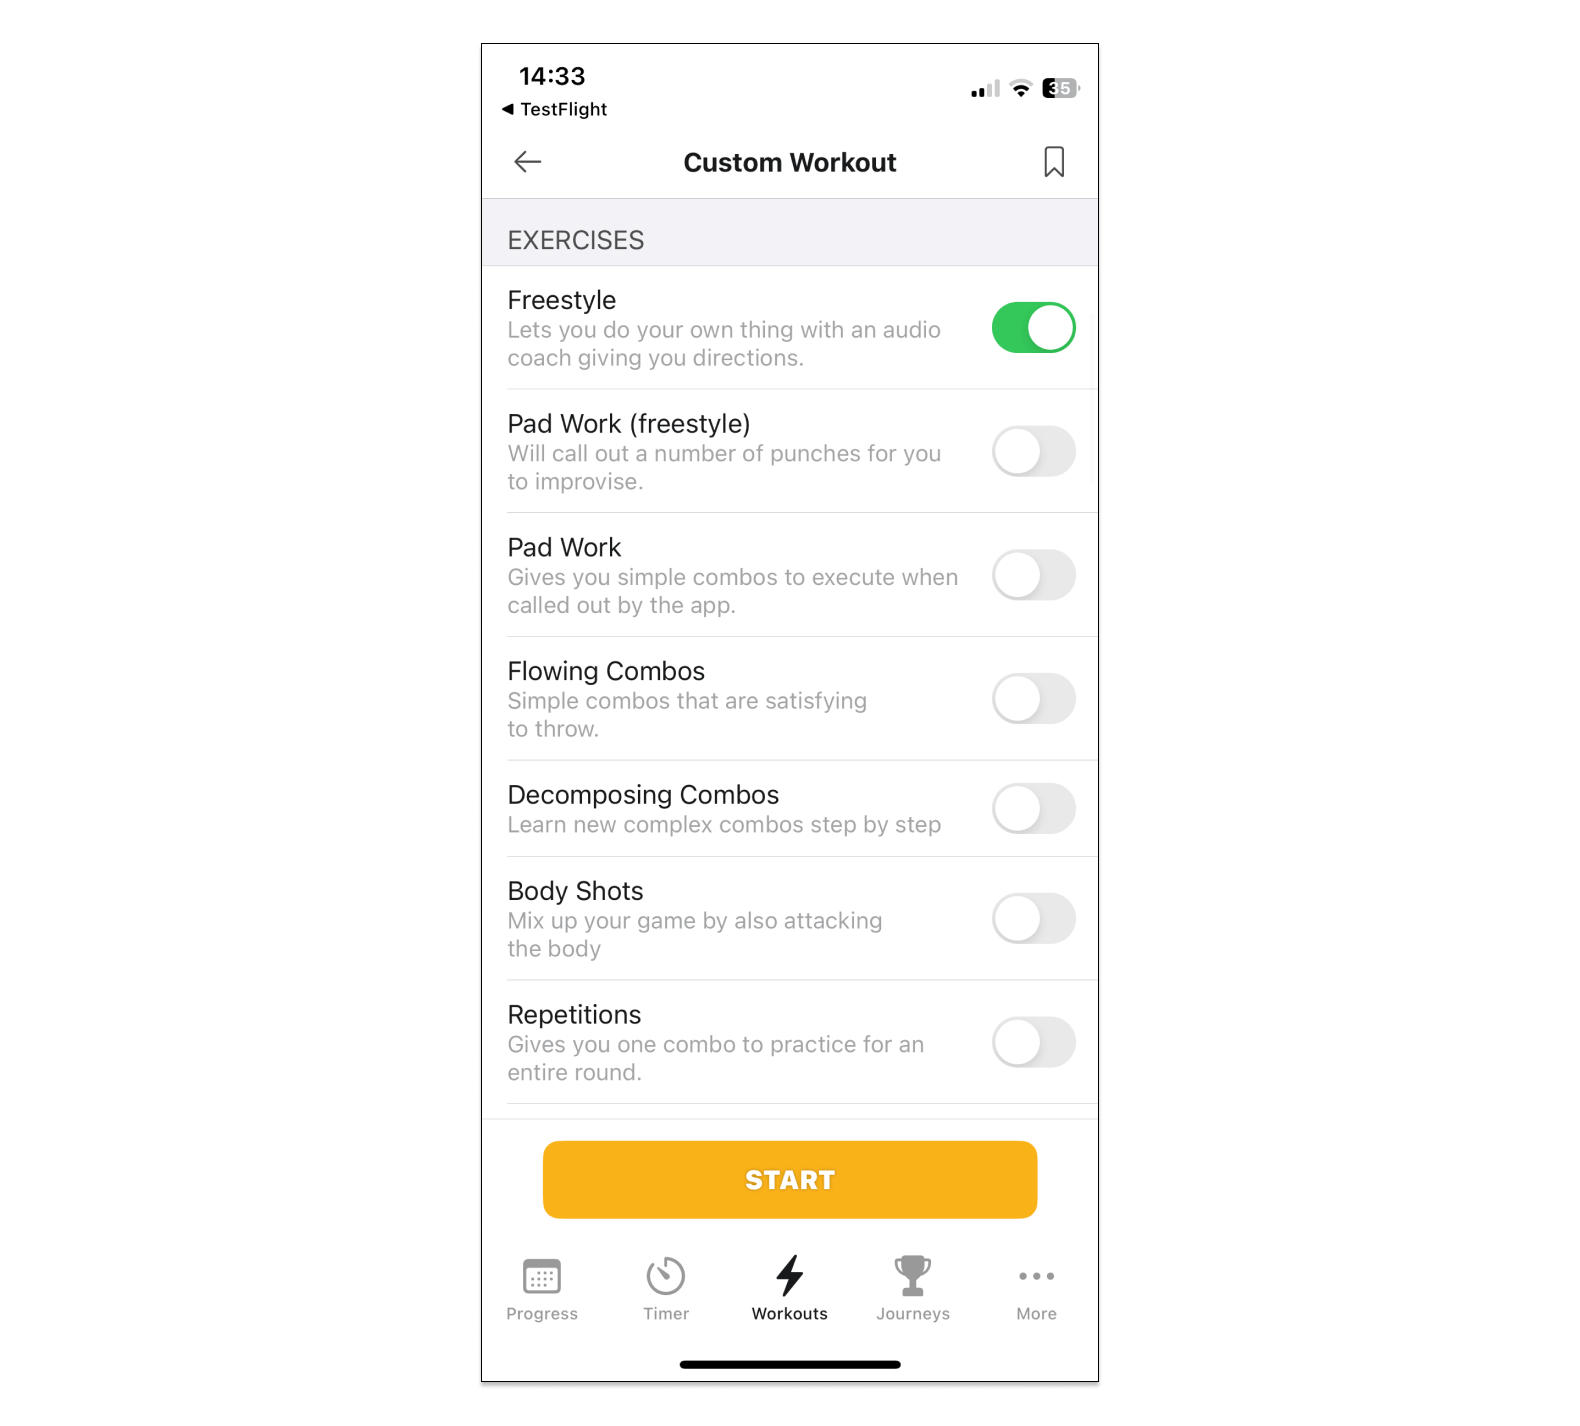 14:33
35
◀ TestFlight
Custom Workout
EXERCISES
Freestyle
Lets you do your own thing with an audio
coach giving you directions.
Pad Work (freestyle)
Will call out a number of punches for you
to improvise.
Pad Work
Gives you simple combos to execute when
called out by the app.
Flowing Combos
Simple combos that are satisfying
to throw.
Decomposing Combos
Learn new complex combos step by step
Body Shots
Mix up your game by also attacking
the body
Repetitions
Gives you one combo to practice for an
entire round.
START
Progress
Timer
Workouts
Journeys
More